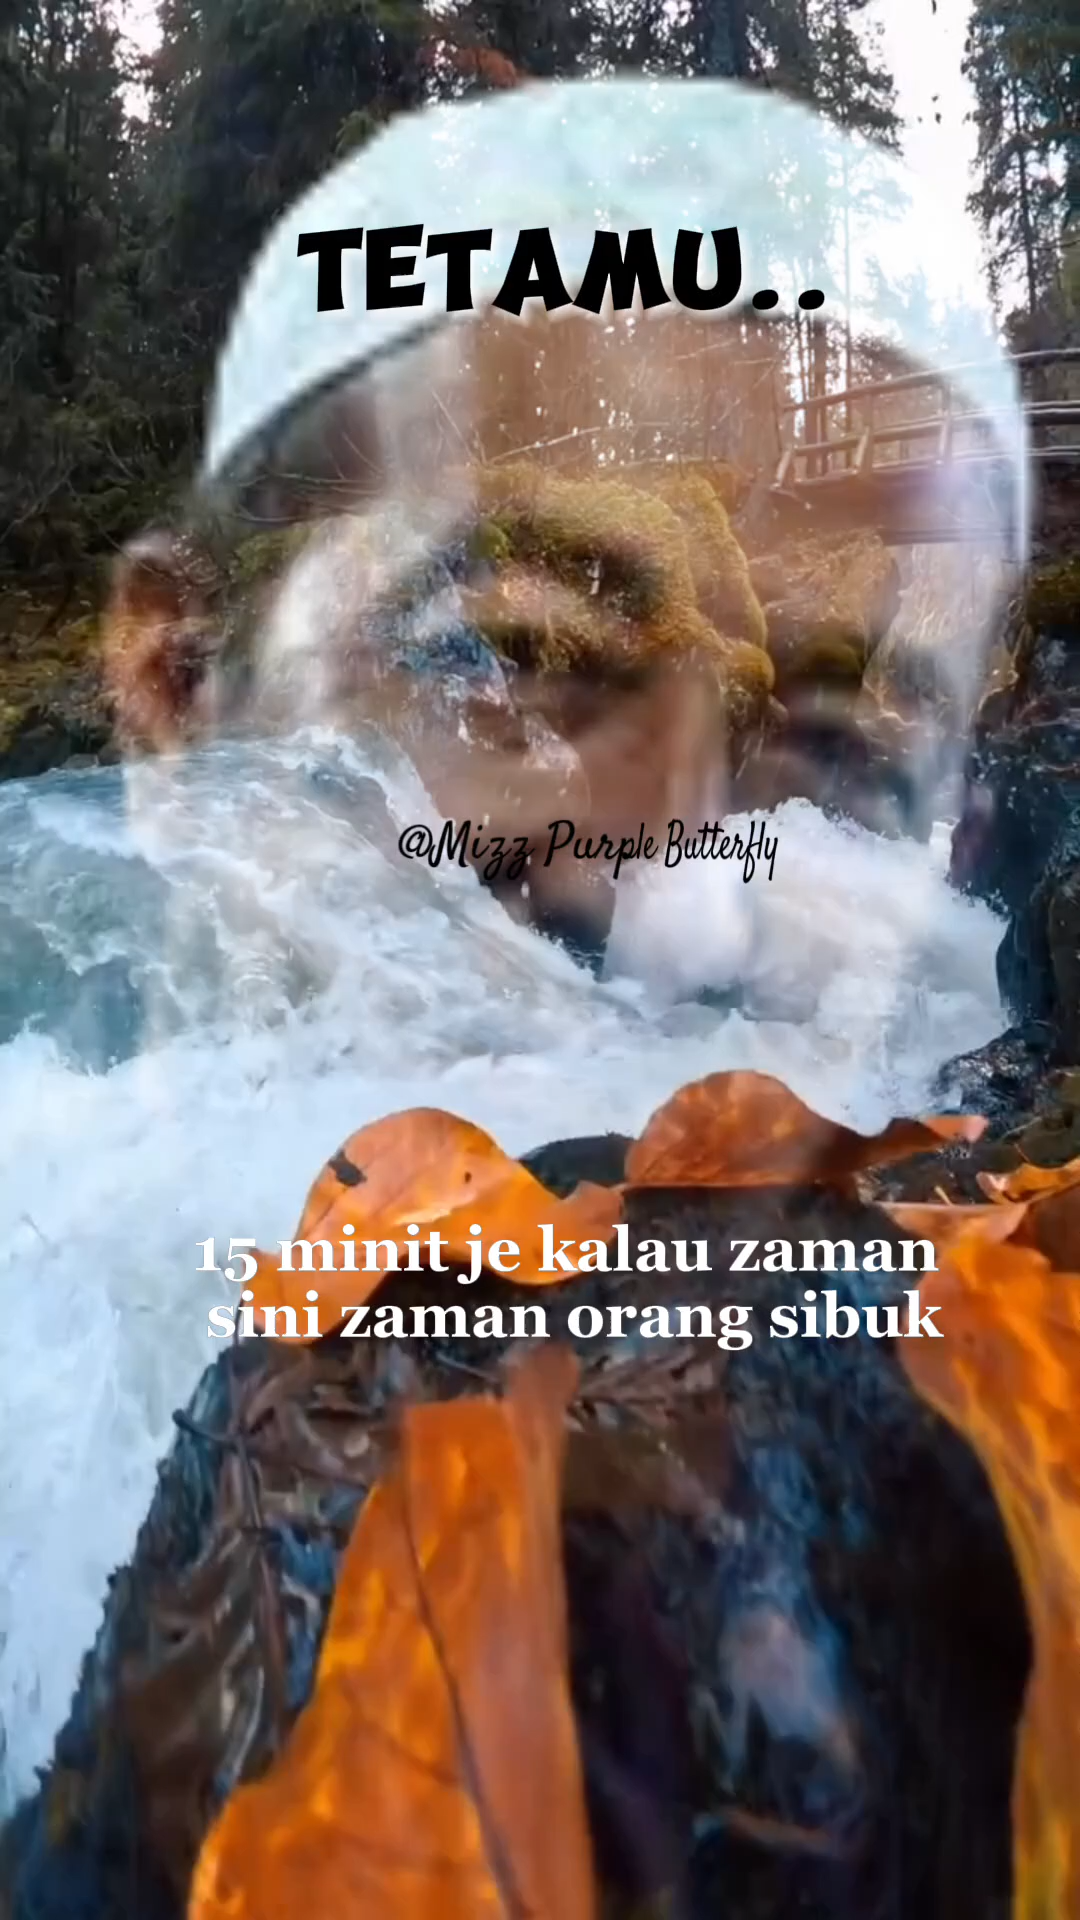 TETAMU..
@Mizz Purple Butterfly
15 minit je kalau zaman
sini zaman orang sibuk